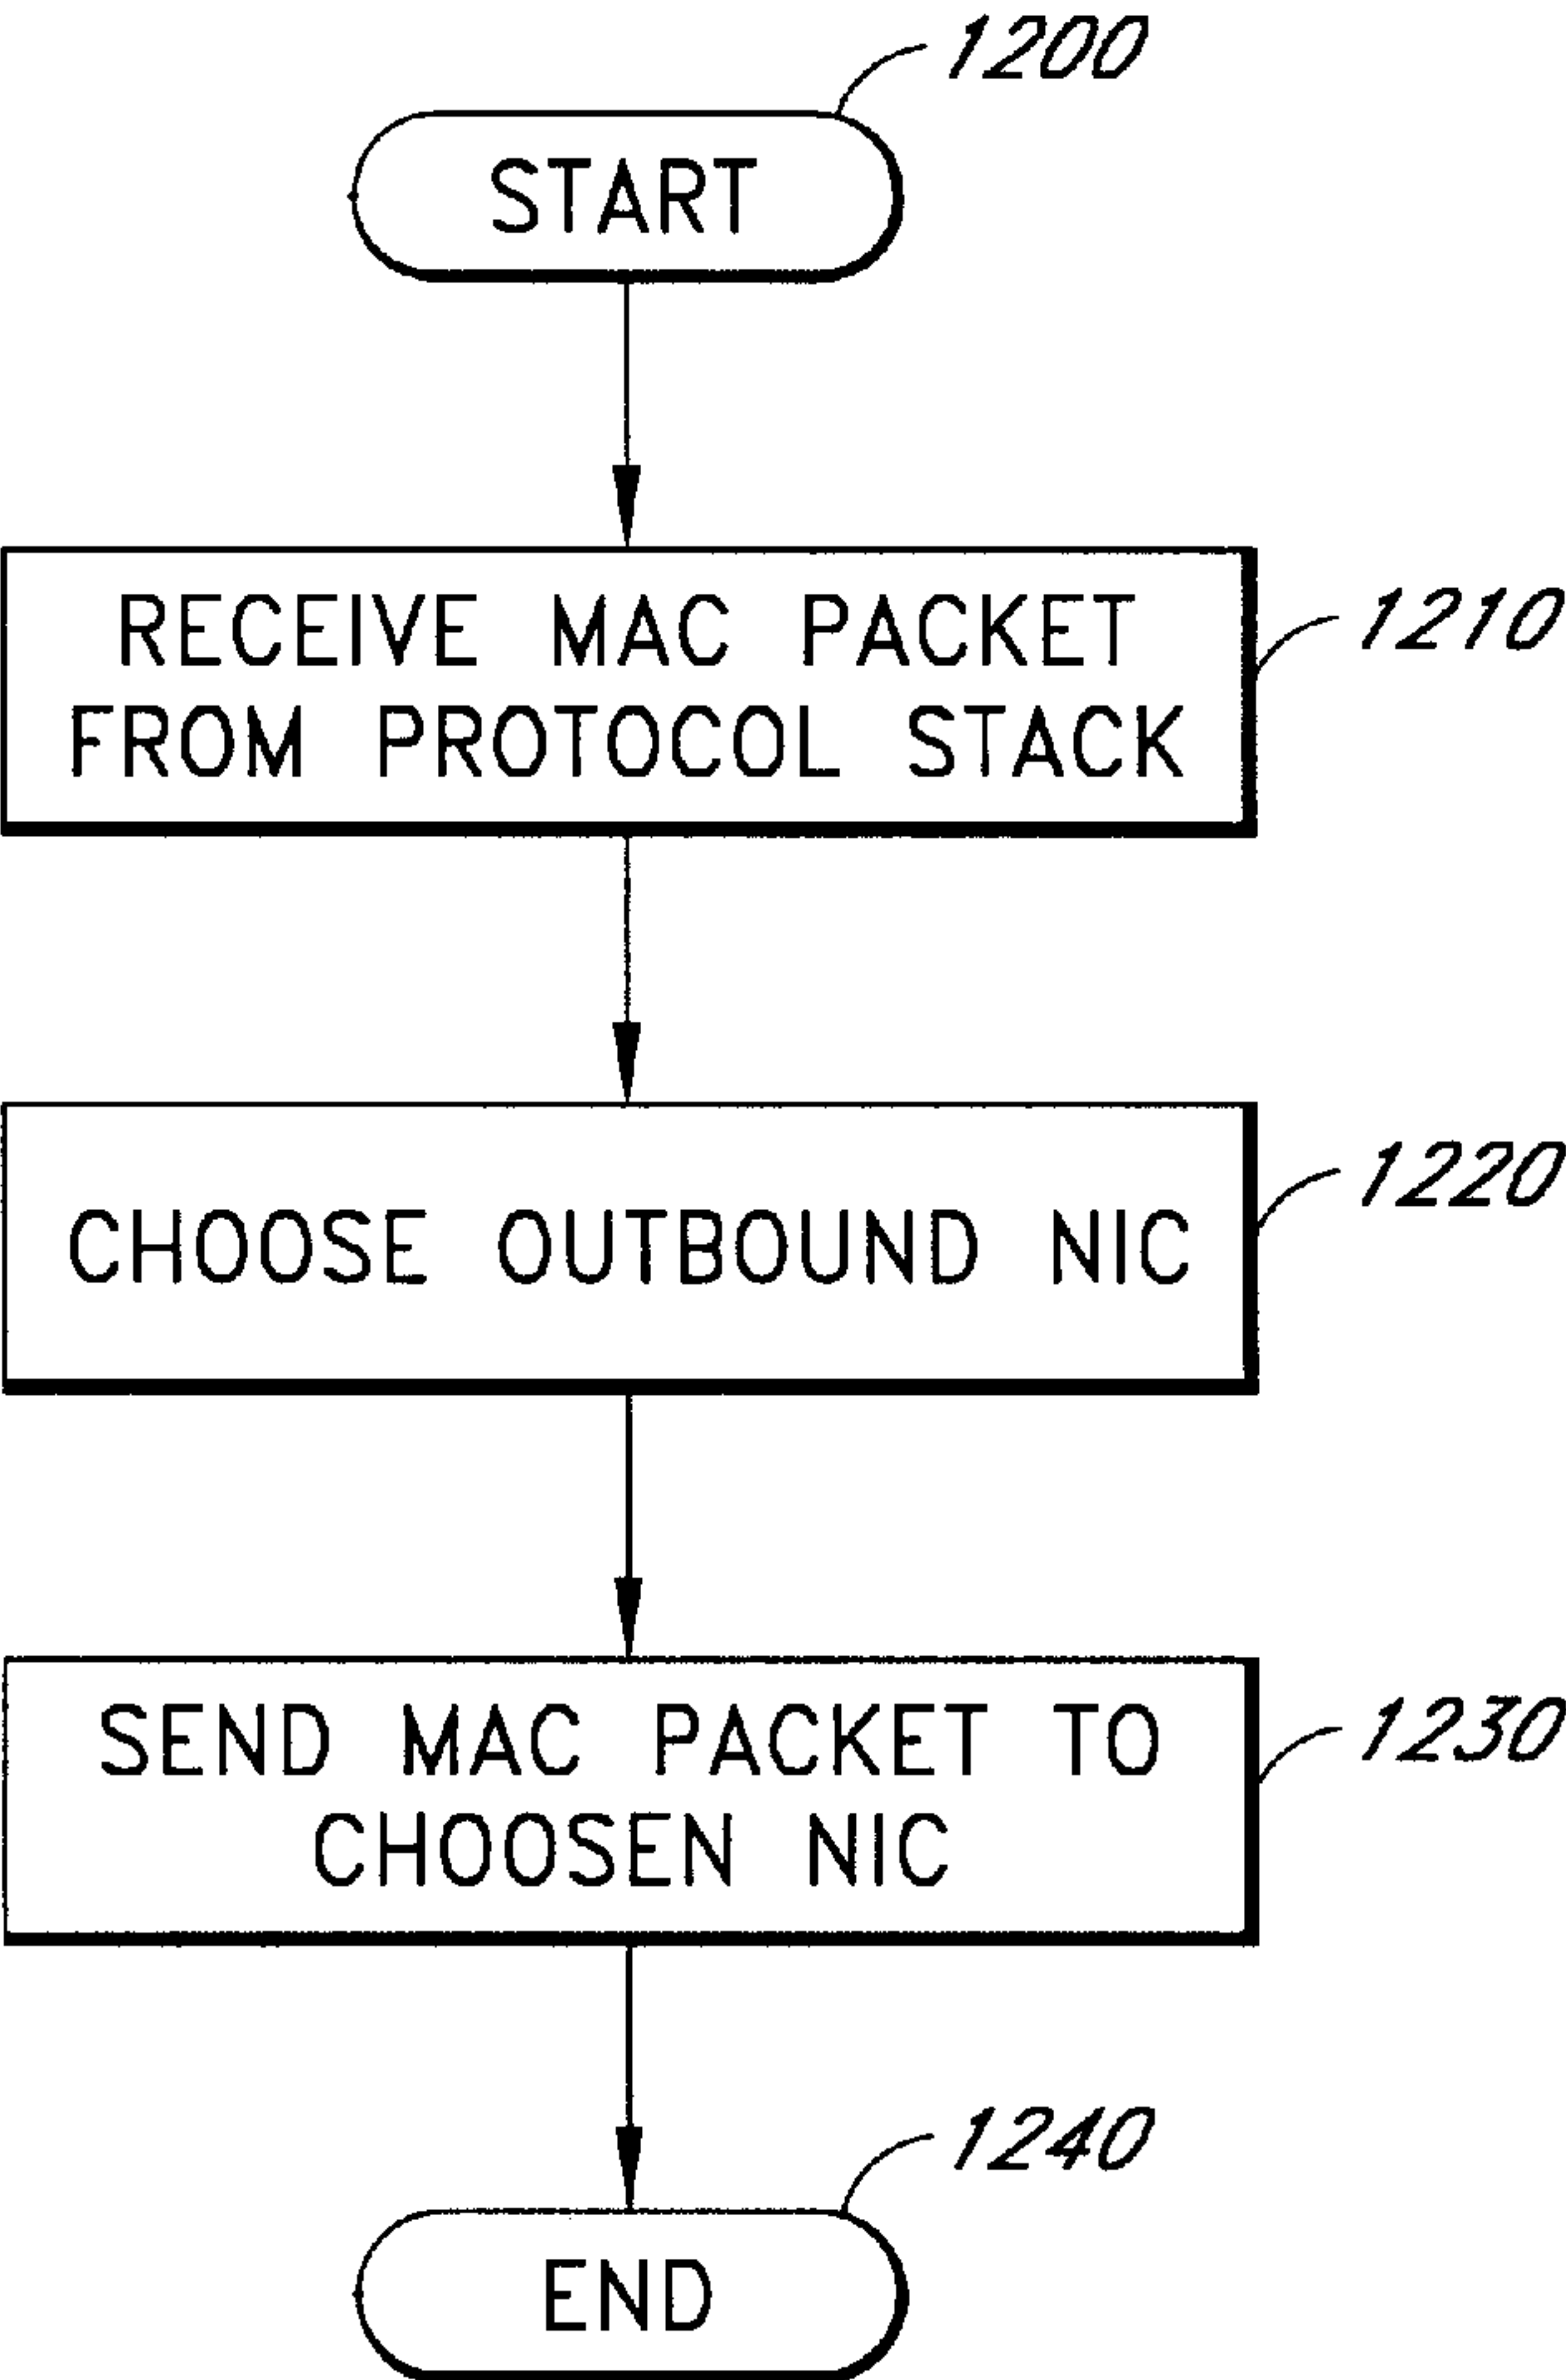 1200
START
RECEIVE MAC PACKET
FROM PROTOCOL STACK
1210
CHOOSE OUTBOUND NIC
1220
SEND MAC PACKET TO
CHOOSEN NIC
1230
1240
END